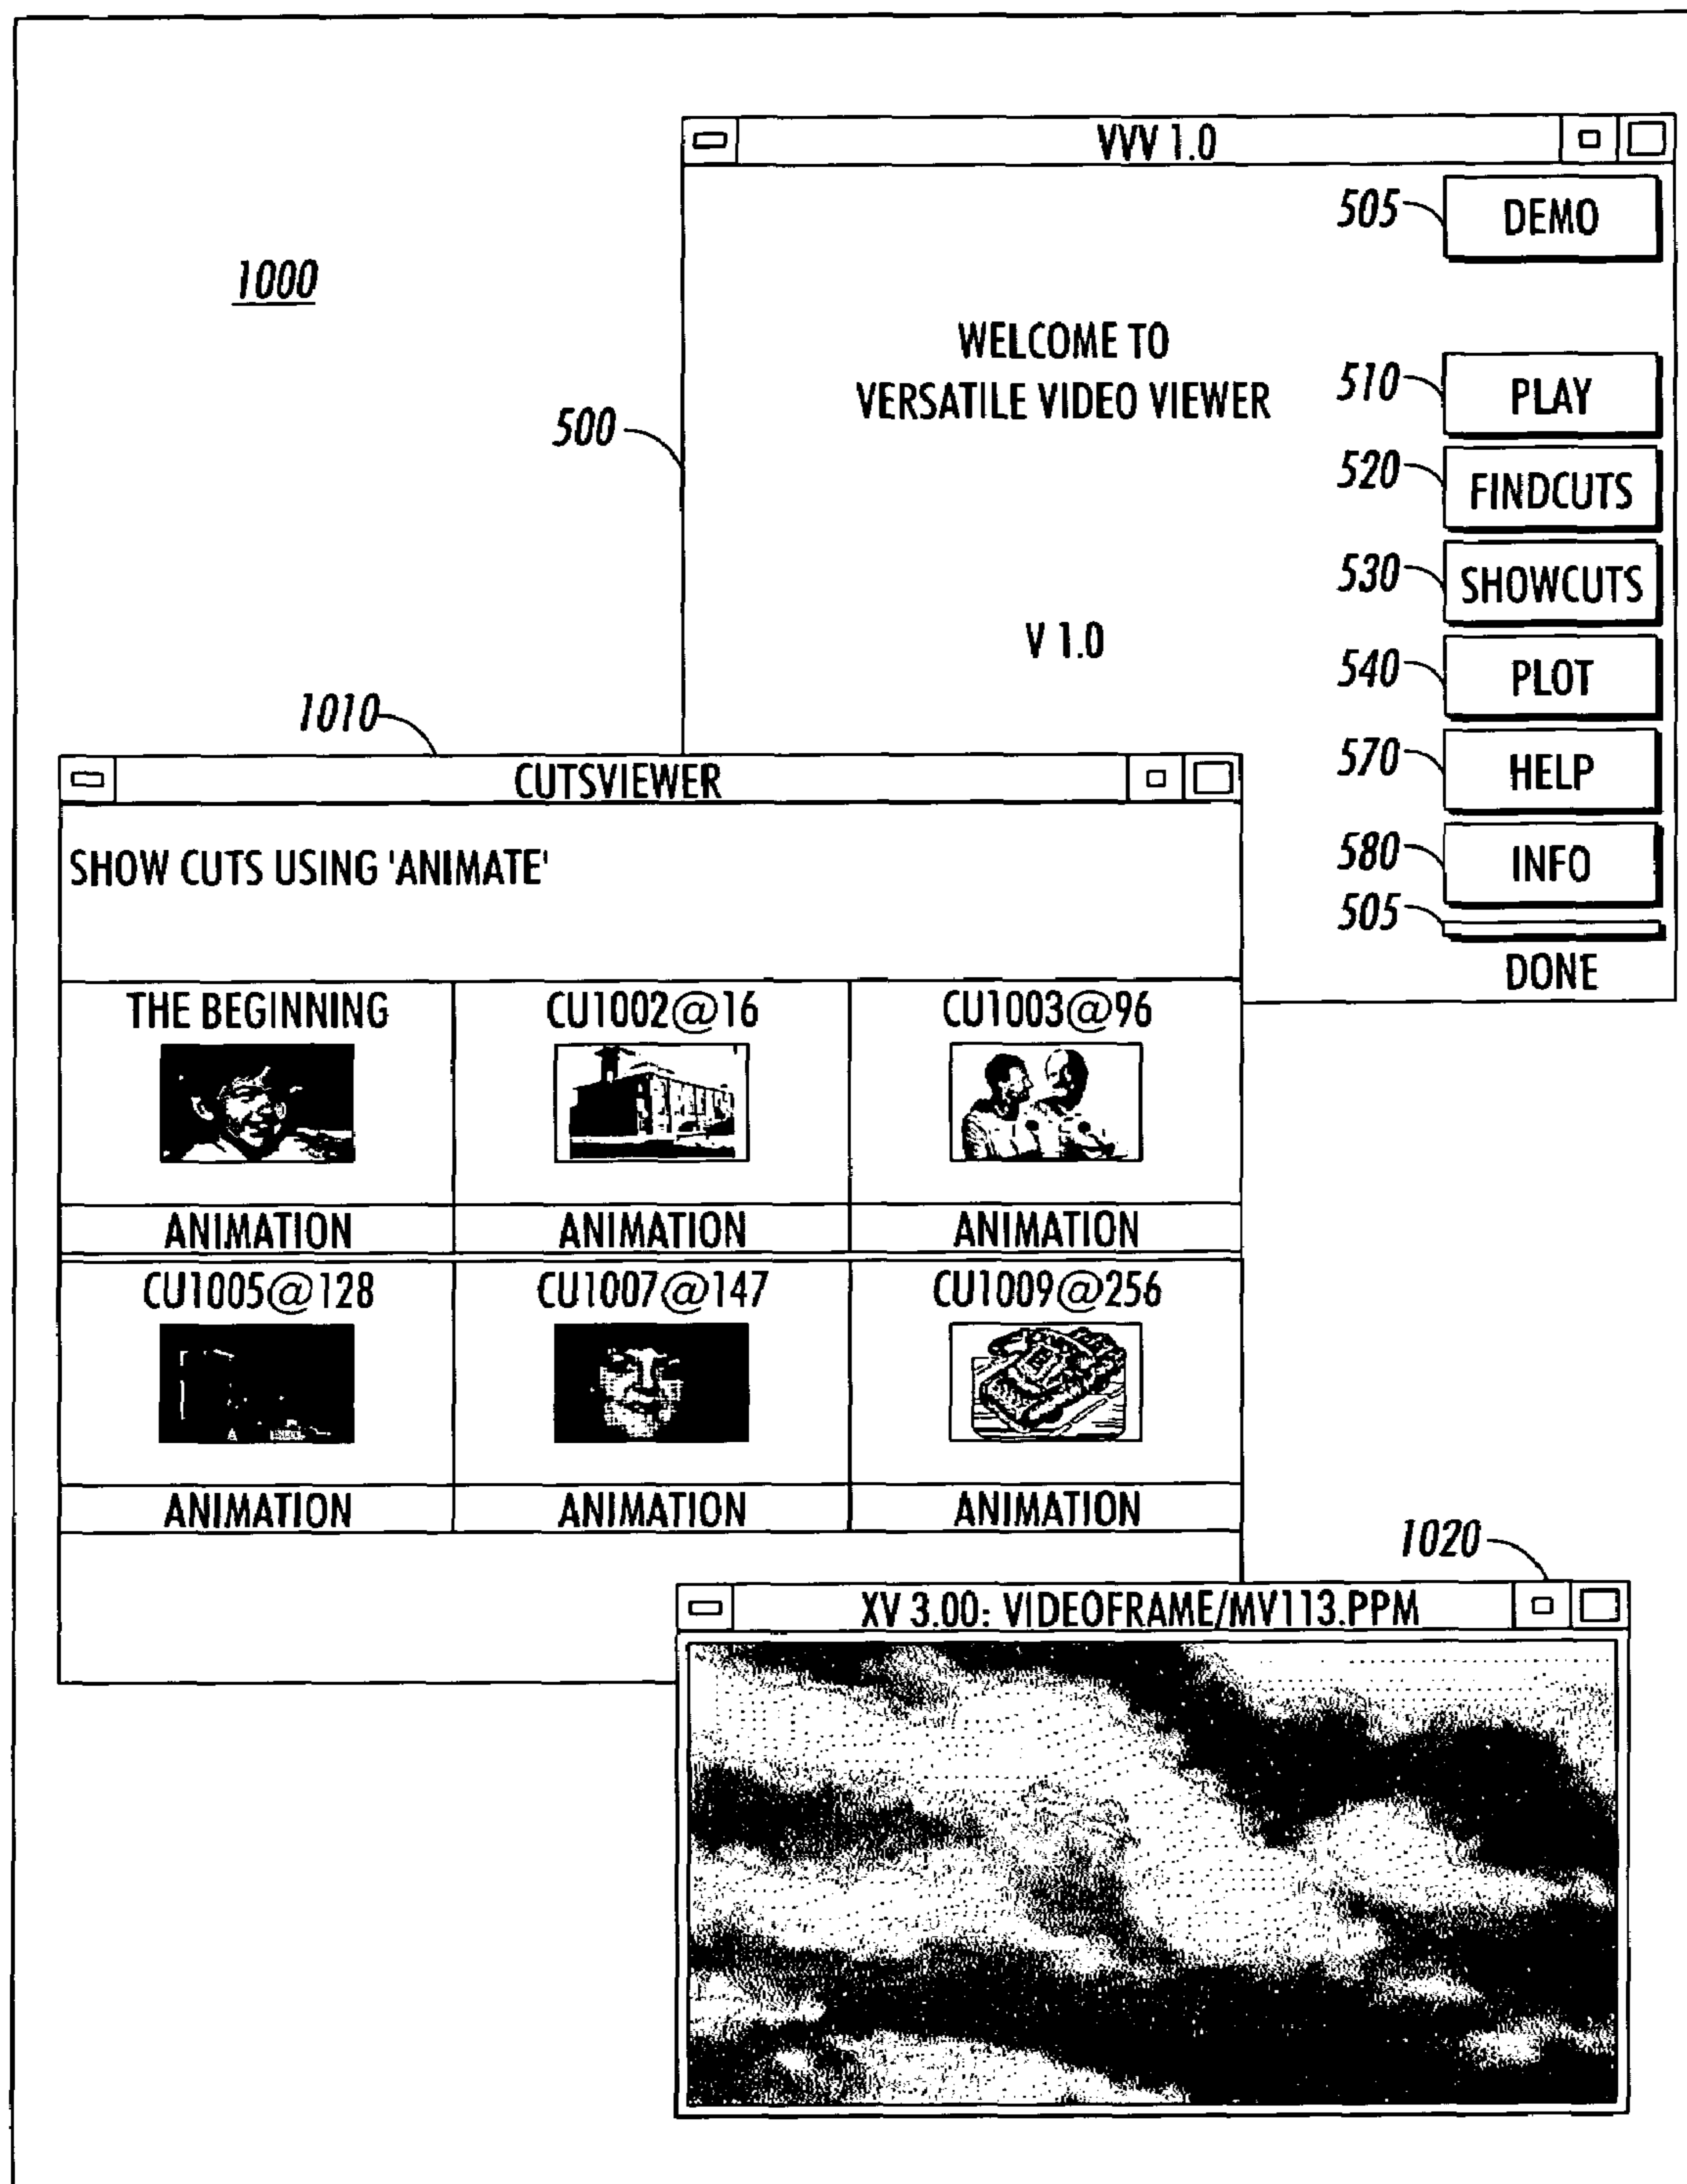 1000
VVV 1.0
505
DEMO
WELCOME TO
VERSATILE VIDEO VIEWER
500
510
PLAY
520
FINDCUTS
530
SHOWCUTS
V 1.0
540
PLOT
570
HELP
580
INFO
505
DONE
1010
CUTSVIEWER
SHOW CUTS USING 'ANIMATE'
THE BEGINNING
CU1002@16
CU1003@96
ANIMATION
ANIMATION
ANIMATION
CU1005@128
CU1007@147
CU1009@256
ANIMATION
ANIMATION
ANIMATION
1020
XV 3.00: VIDEOFRAME/MV113.PPM